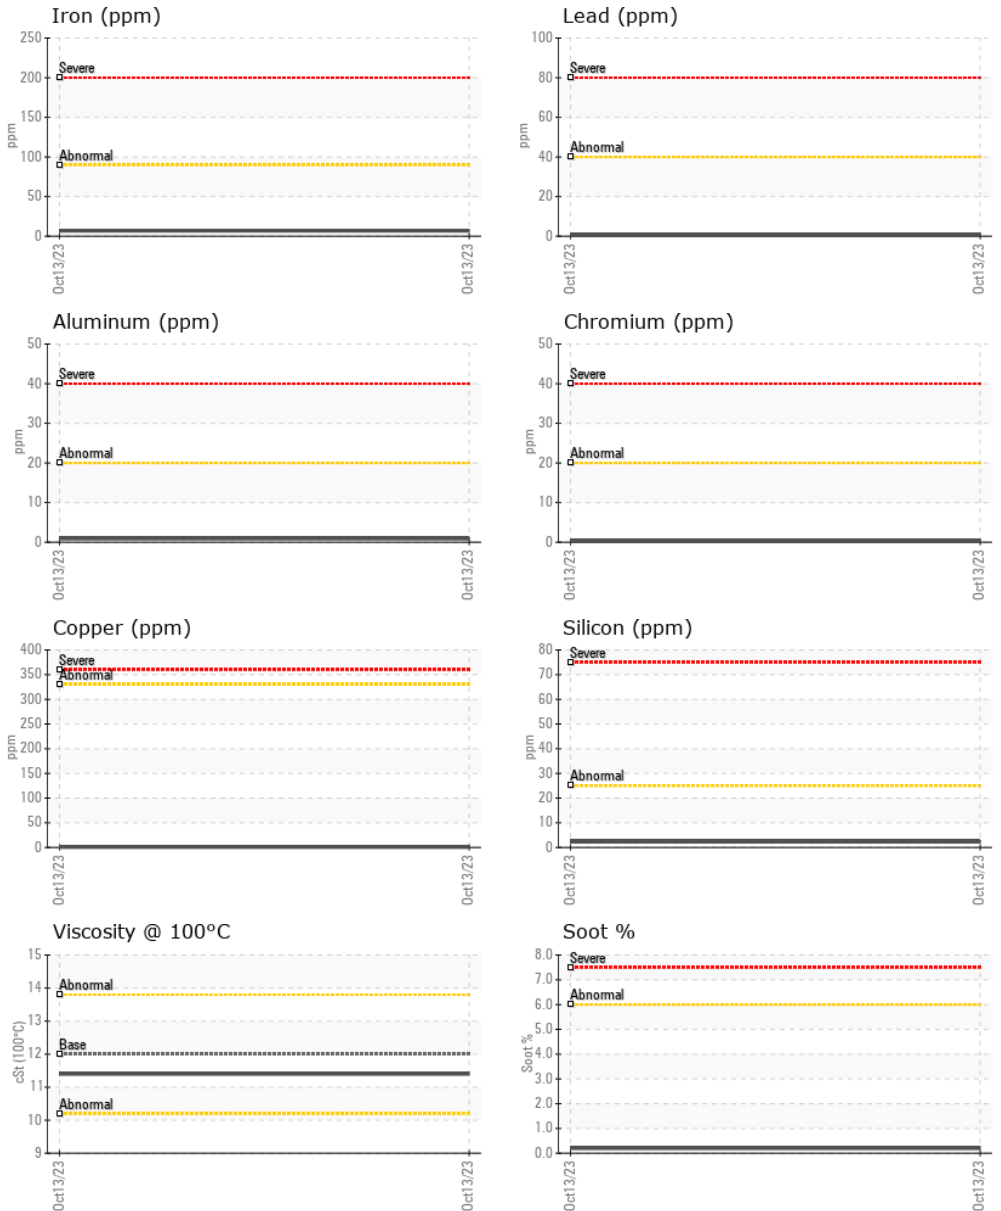 Iron (ppm)
250
200
150
100
50
0
ppm
Severe
Abnormal
Oct13/23
Oct13/23
Lead (ppm)
100
80
60
40
20
0
ppm
Severe
Abnormal
Oct13/23
Oct13/23
Aluminum (ppm)
50
40
30
20
10
0
ppm
Severe
Abnormal
Oct13/23
Oct13/23
Chromium (ppm)
50
40
30
20
10
0
ppm
Severe
Abnormal
Oct13/23
Oct13/23
Copper (ppm)
400
350
300
250
200
150
100
50
0
ppm
Severe
Abnormal
Oct13/23
Oct13/23
Silicon (ppm)
80
70
60
50
40
30
20
10
0
ppm
Severe
Abnormal
Oct13/23
Oct13/23
Viscosity @ 100°C
15
14
13
12
11
10
9
cSt (100°C)
Abnormal
Base
Abnormal
Oct13/23
Oct13/23
Soot %
8.0
7.0
6.0
5.0
4.0
3.0
2.0
1.0
0.0
Soot %
Severe
Abnormal
Oct13/23
Oct13/23